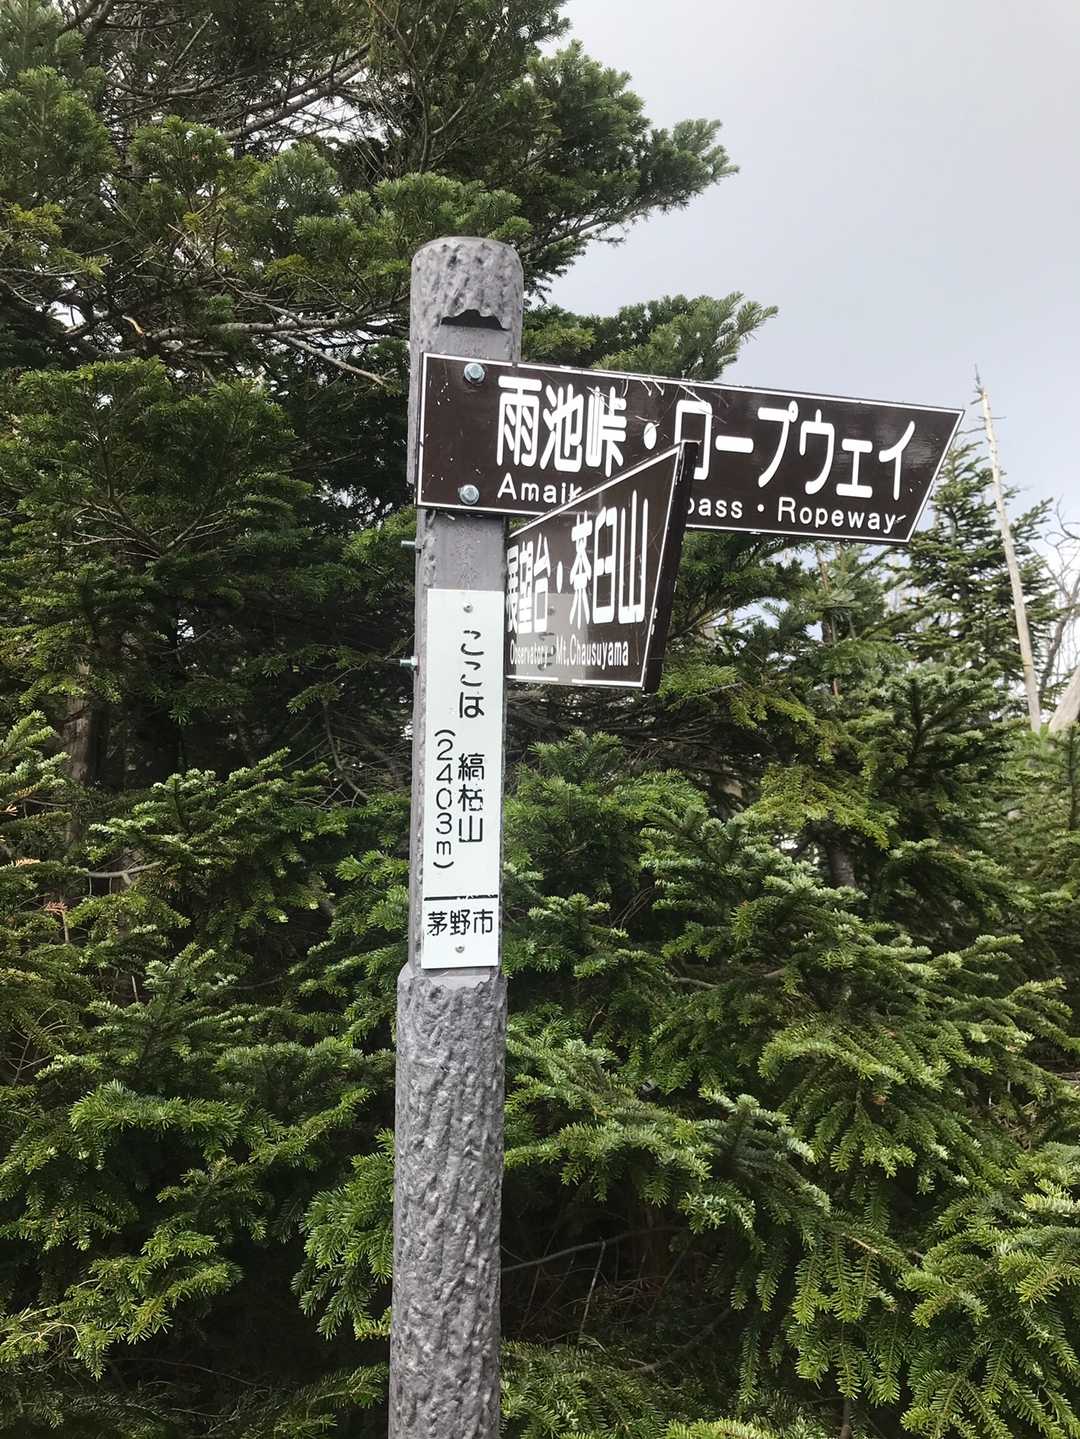 雨池峠・ロープウェイ
Amaik pass・Ropeway
展望台・茶臼山
Observatory・Mt.Chausuyama
ここは 縞枯山
(2403m)
茅野市